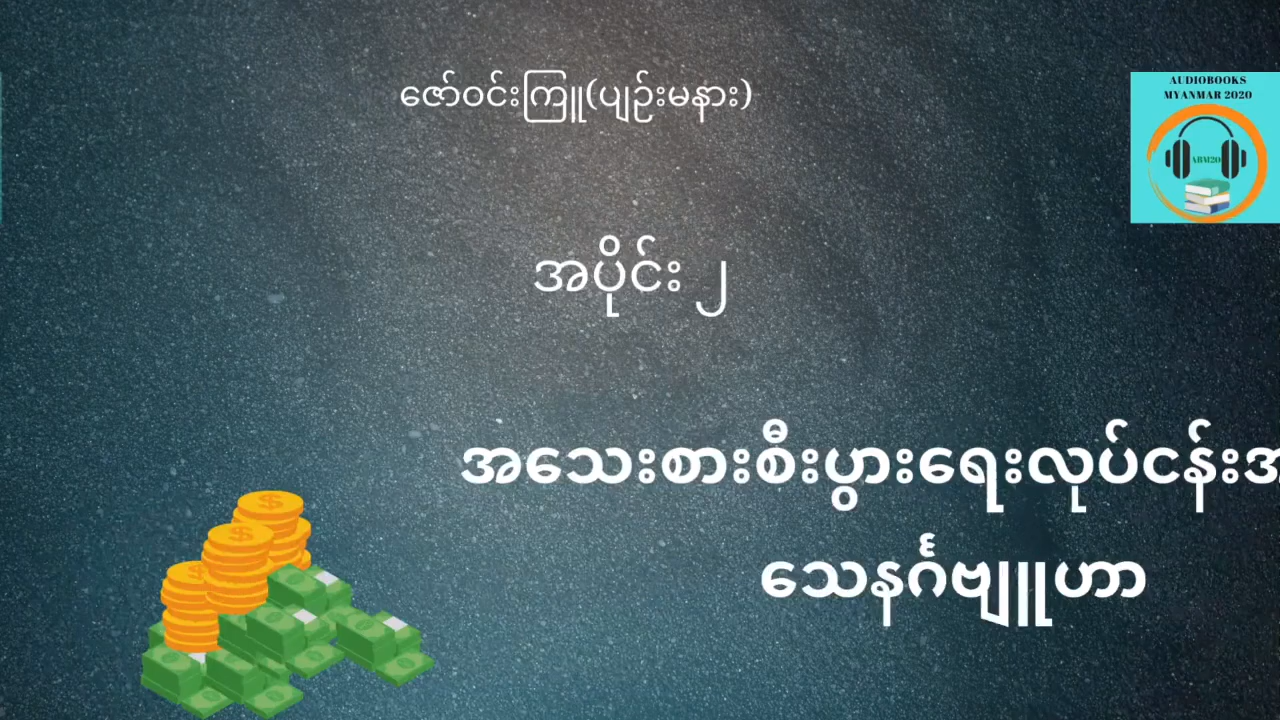 ဇော်ဝင်းကြူ(ပျဉ်းမနား)
AUDIOBOOKS
MYANMAR 2020
ABM20
အပိုင်း ၂
အသေးစားစီးပွားရေးလုပ်ငန်း
သေနင်္ဂဗျူဟာ